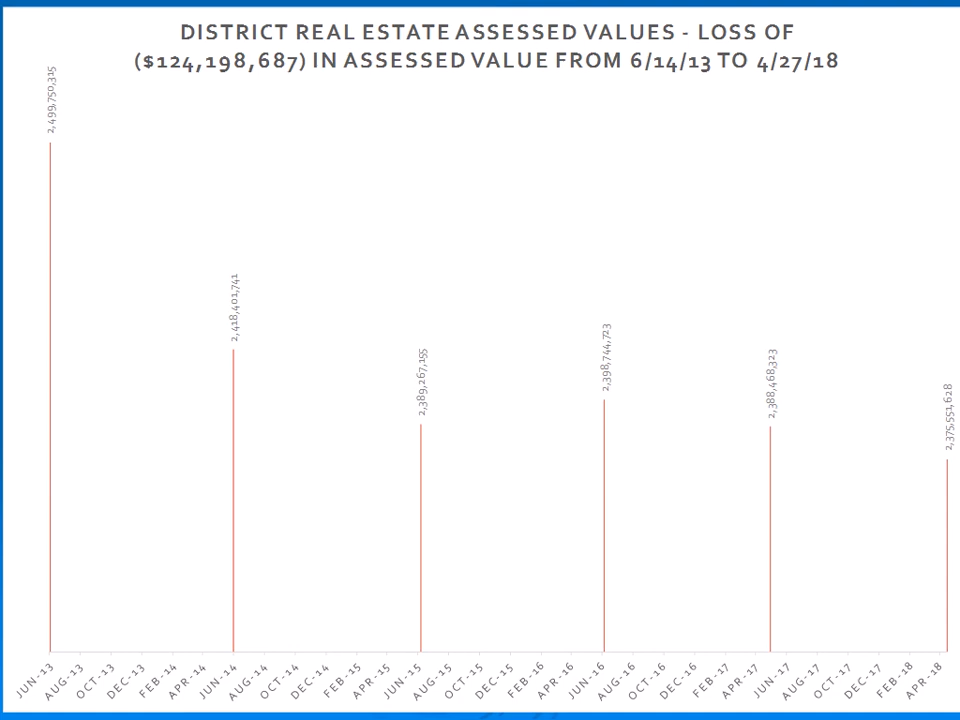 DISTRICT REAL ESTATE ASSESSED VALUES - LOSS OF
($124,198,687) IN ASSESSED VALUE FROM 6/14/13 TO 4/27/18
2,499,750,315
2,418,401,741
2,389,267,155
2,398,744,723
2,388,468,323
2,375,551,628
JUN-13
AUG-13
OCT-13
DEC-13
FEB-14
APR-14
JUN-14
AUG-14
OCT-14
DEC-14
FEB-15
APR-15
JUN-15
AUG-15
OCT-15
DEC-15
FEB-16
APR-16
JUN-16
AUG-16
OCT-16
DEC-16
FEB-17
APR-17
JUN-17
AUG-17
OCT-17
DEC-17
FEB-18
APR-18